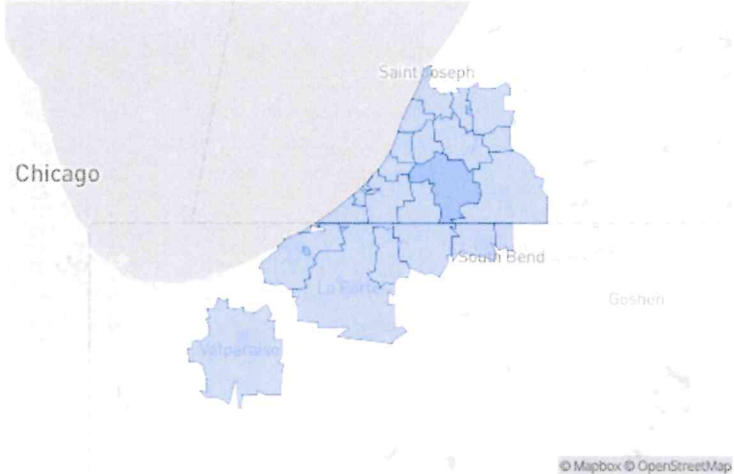 Saint Joseph
Chicago
South Bend
La Porte
Goshen
Valparaiso
© Mapbox © OpenStreetMap